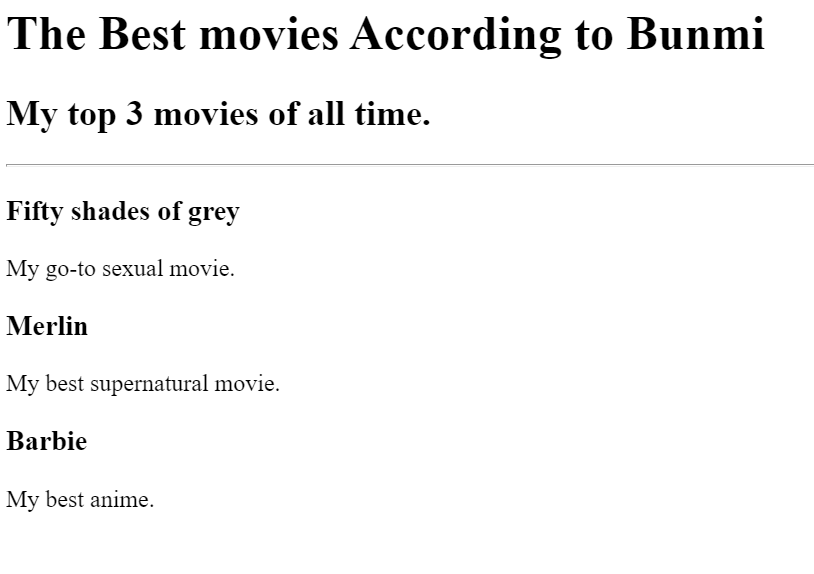 The Best movies According to Bunmi
My top 3 movies of all time.
Fifty shades of grey
My go-to sexual movie.
Merlin
My best supernatural movie.
Barbie
My best anime.